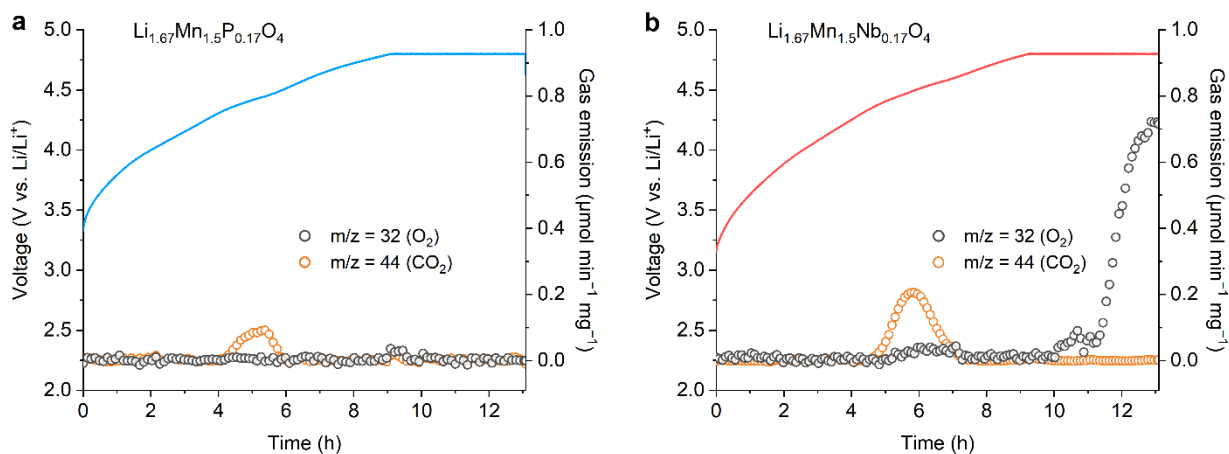 a
Li₁.₆₇Mn₁.₅P₀.₁₇O₄
Voltage (V vs. Li/Li⁺)
5.0
4.5
4.0
3.5
3.0
2.5
2.0
m/z = 32 (O₂)
m/z = 44 (CO₂)
1.0
0.8
0.6
0.4
0.2
0.0
Gas emission (μmol min⁻¹ mg⁻¹)
0 2 4 6 8 10 12
Time (h)
b
Li₁.₆₇Mn₁.₅Nb₀.₁₇O₄
Voltage (V vs. Li/Li⁺)
5.0
4.5
4.0
3.5
3.0
2.5
2.0
m/z = 32 (O₂)
m/z = 44 (CO₂)
1.0
0.8
0.6
0.4
0.2
0.0
Gas emission (μmol min⁻¹ mg⁻¹)
0 2 4 6 8 10 12
Time (h)